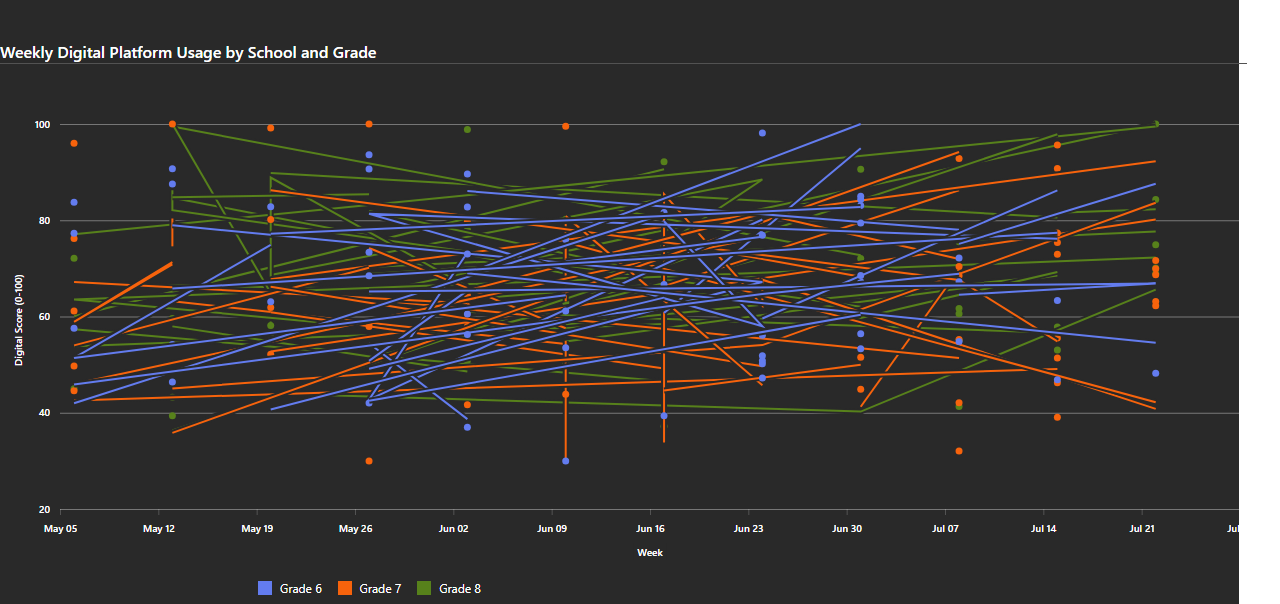 Weekly Digital Platform Usage by School and Grade
100
80
60
40
20
Digital Score (0-100)
May 05 May 12 May 19 May 26 Jun 02 Jun 09 Jun 16 Jun 23 Jun 30 Jul 07 Jul 14 Jul 21 Jul
Week
Grade 6 Grade 7 Grade 8